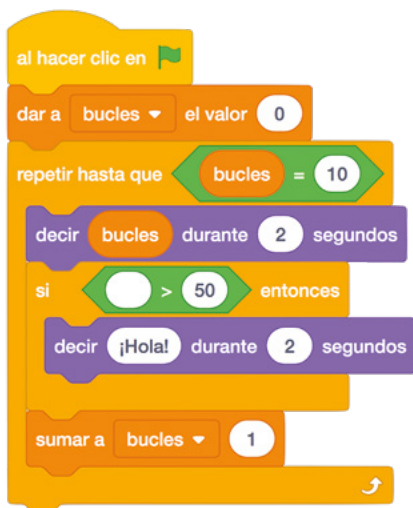 al hacer clic en
dar a bucles el valor 0
repetir hasta que bucles = 10
decir bucles durante 2 segundos
si > 50 entonces
decir ¡Hola! durante 2 segundos
sumar a bucles 1